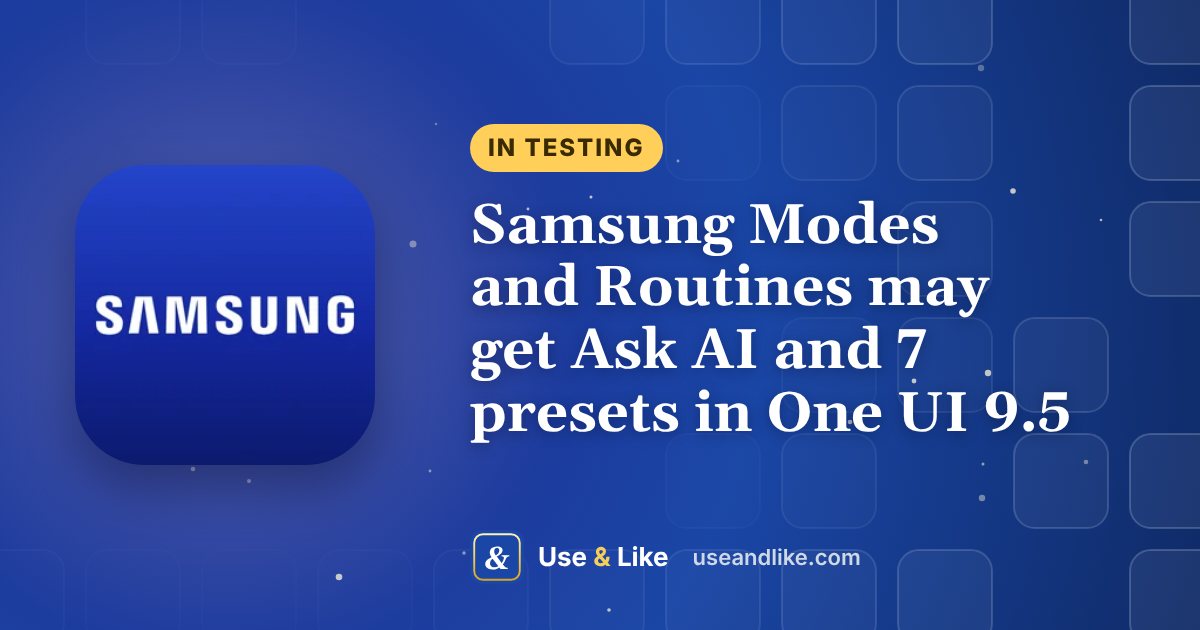 SAMSUNG
IN TESTING
Samsung Modes
and Routines may
get Ask AI and 7
presets in One UI 9.5
& Use & Like useandlike.com